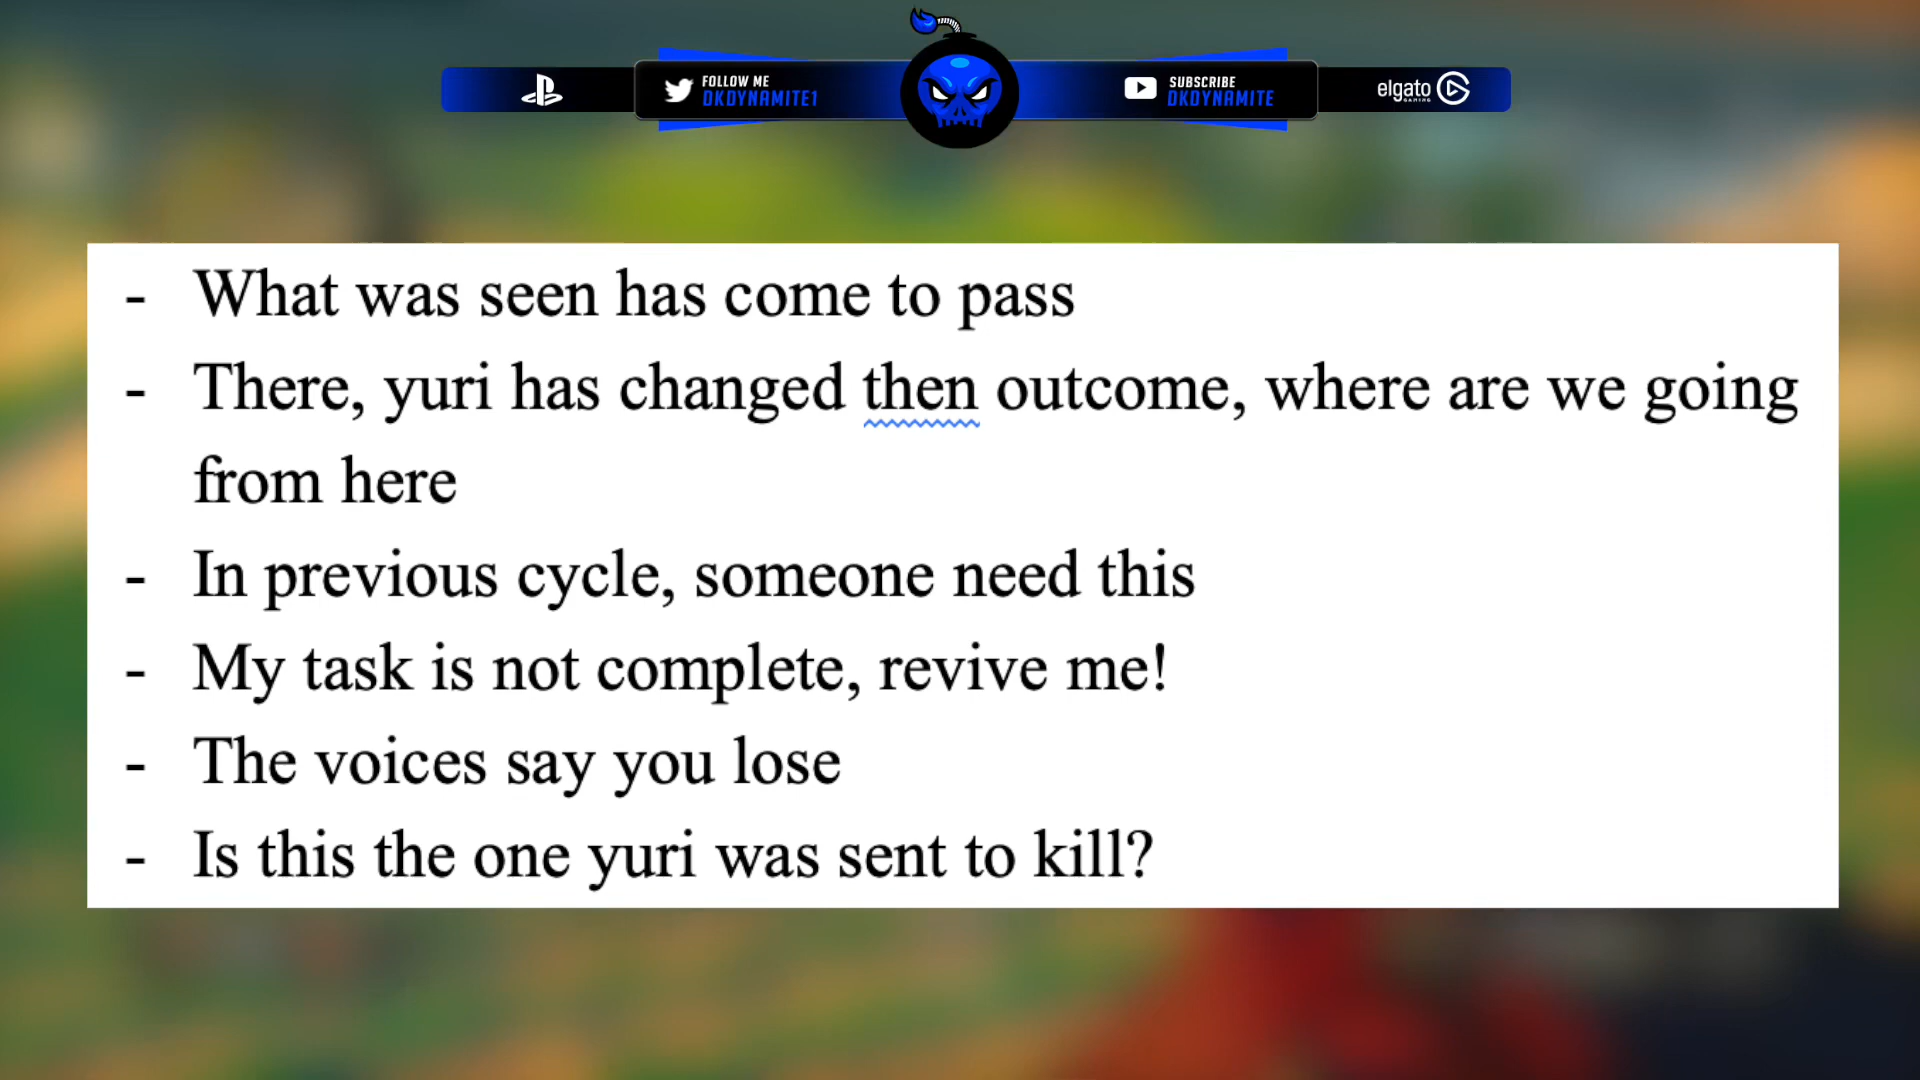 FOLLOW ME
DKDYNAMITE1
SUBSCRIBE
DKDYNAMITE
elgato
GAMING
- What was seen has come to pass
- There, yuri has changed then outcome, where are we going
from here
- In previous cycle, someone need this
- My task is not complete, revive me!
- The voices say you lose
- Is this the one yuri was sent to kill?